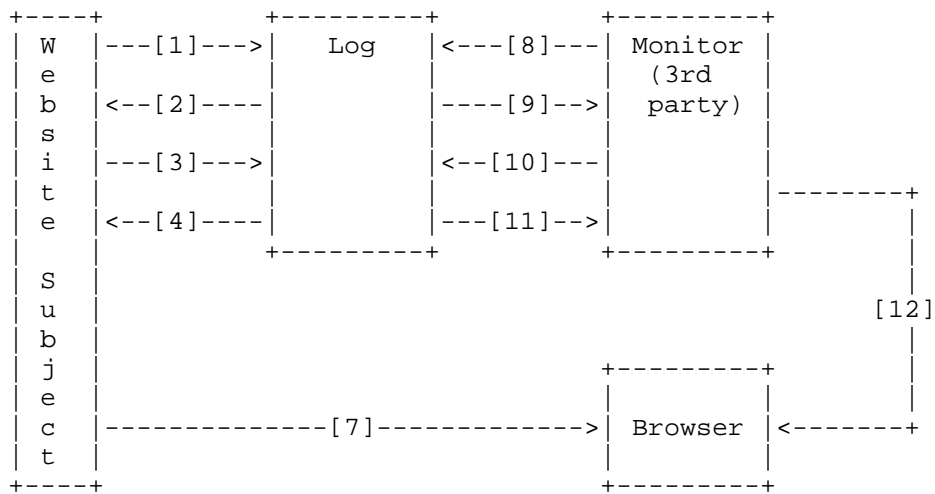 +----+          +---------+          +---------+
| W  |---[1]--->|   Log   |<---[8]---| Monitor |
| e  |          |         |          |  (3rd   |
| b  |<--[2]----|         |----[9]-->|  party) |
| s  |          |         |          |         |
| i  |---[3]--->|         |<--[10]---|         |
| t  |          |         |          |         |--------+
| e  |<--[4]----|         |---[11]-->|         |        |
|    |          +---------+          +---------+        |
| S  |                                                  |
| u  |                                                [12]
| b  |                                                  |
| j  |                               +---------+        |
| e  |                               |         |        |
| c  |--------------[7]------------->| Browser |<-------+
| t  |                               |         |
+----+                               +---------+